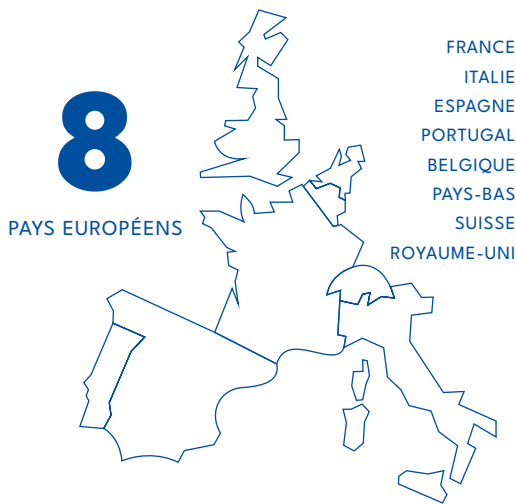 8
PAYS EUROPÉENS
FRANCE
ITALIE
ESPAGNE
PORTUGAL
BELGIQUE
PAYS-BAS
SUISSE
ROYAUME-UNI